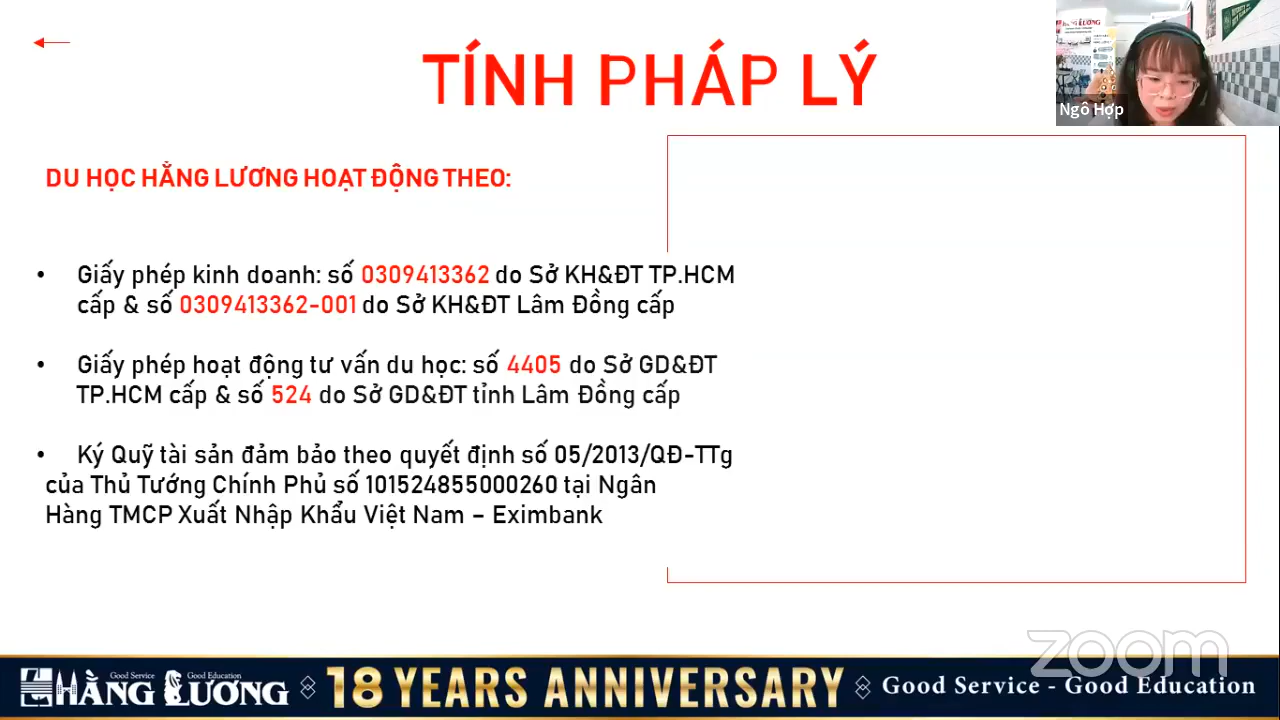 TÍNH PHÁP LÝ
Ngô Hợp
DU HỌC HẰNG LƯƠNG HOẠT ĐỘNG THEO:
• Giấy phép kinh doanh: số 0309413362 do Sở KH&ĐT TP.HCM
cấp & số 0309413362-001 do Sở KH&ĐT Lâm Đồng cấp
• Giấy phép hoạt động tư vấn du học: số 4405 do Sở GD&ĐT
TP.HCM cấp & số 524 do Sở GD&ĐT tỉnh Lâm Đồng cấp
• Ký Quỹ tài sản đảm bảo theo quyết định số 05/2013/QĐ-TTg
của Thủ Tướng Chính Phủ số 101524855000260 tại Ngân
Hàng TMCP Xuất Nhập Khẩu Việt Nam – Eximbank
zoom
Good Service Good Education
HẰNG LƯƠNG
18 YEARS ANNIVERSARY
Good Service - Good Education